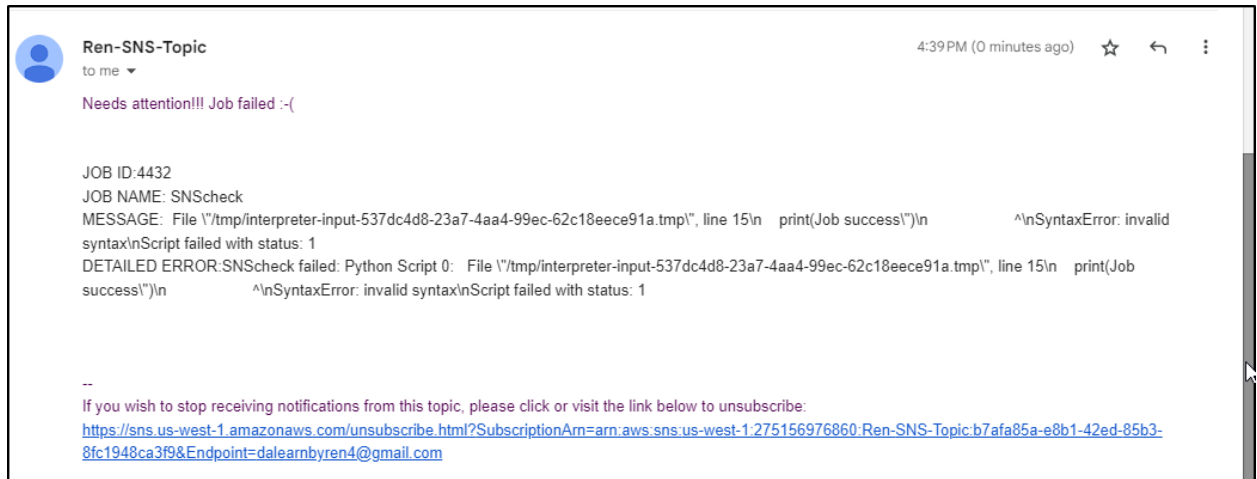 Ren-SNS-Topic
4:39 PM (0 minutes ago)
to me
Needs attention!!! Job failed :-(
JOB ID:4432
JOB NAME: SNScheck
MESSAGE:  File \"/tmp/interpreter-input-537dc4d8-23a7-4aa4-99ec-62c18eece91a.tmp\", line 15\n    print(Job success\")\n                    ^\nSyntaxError: invalid
syntax\nScript failed with status: 1
DETAILED ERROR:SNScheck failed: Python Script 0:   File \"/tmp/interpreter-input-537dc4d8-23a7-4aa4-99ec-62c18eece91a.tmp\", line 15\n    print(Job
success\")\n                    ^\nSyntaxError: invalid syntax\nScript failed with status: 1
--
If you wish to stop receiving notifications from this topic, please click or visit the link below to unsubscribe:
https://sns.us-west-1.amazonaws.com/unsubscribe.html?SubscriptionArn=arn:aws:sns:us-west-1:275156976860:Ren-SNS-Topic:b7afa85a-e8b1-42ed-85b3-
8fc1948ca3f9&Endpoint=dalearnbyren4@gmail.com